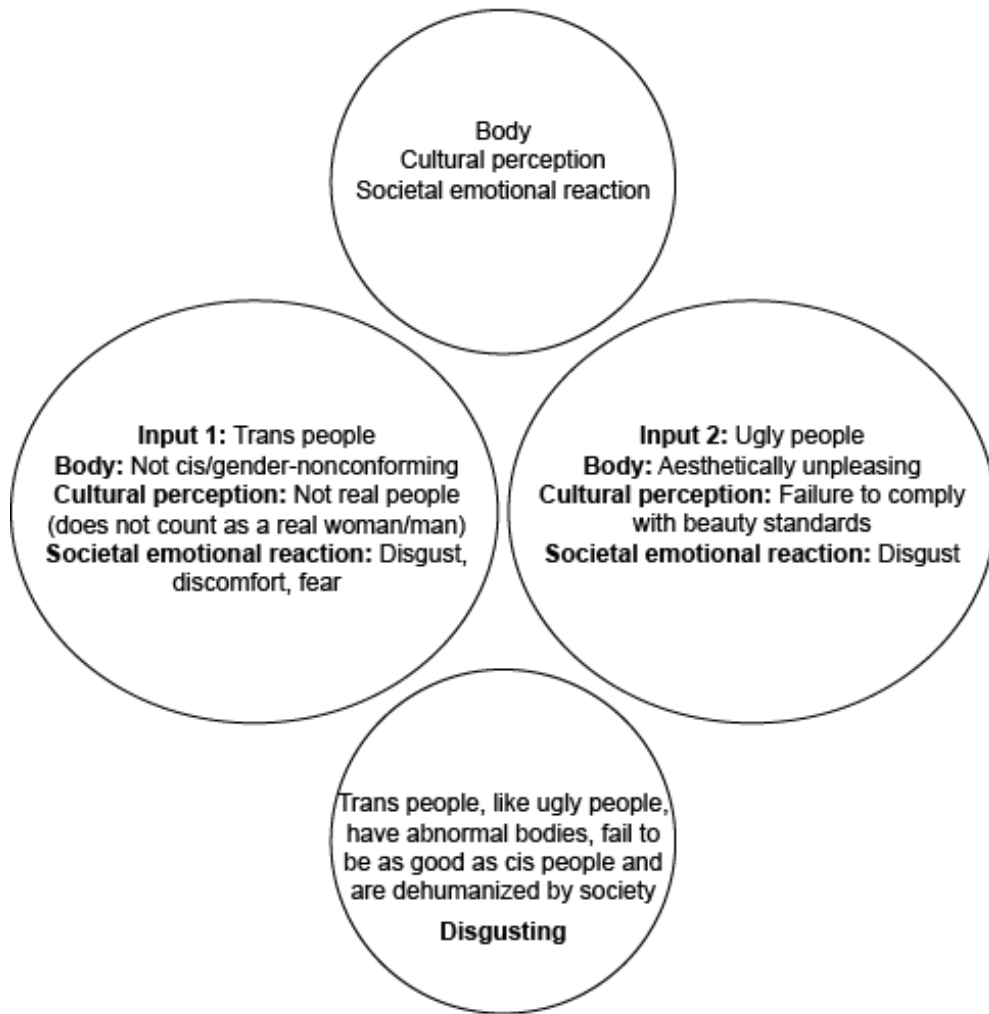 Body
Cultural perception
Societal emotional reaction
Input 1: Trans people
Body: Not cis/gender-nonconforming
Cultural perception: Not real people
(does not count as a real woman/man)
Societal emotional reaction: Disgust,
discomfort, fear
Input 2: Ugly people
Body: Aesthetically unpleasing
Cultural perception: Failure to comply
with beauty standards
Societal emotional reaction: Disgust
Trans people, like ugly people,
have abnormal bodies, fail to
be as good as cis people and
are dehumanized by society
Disgusting